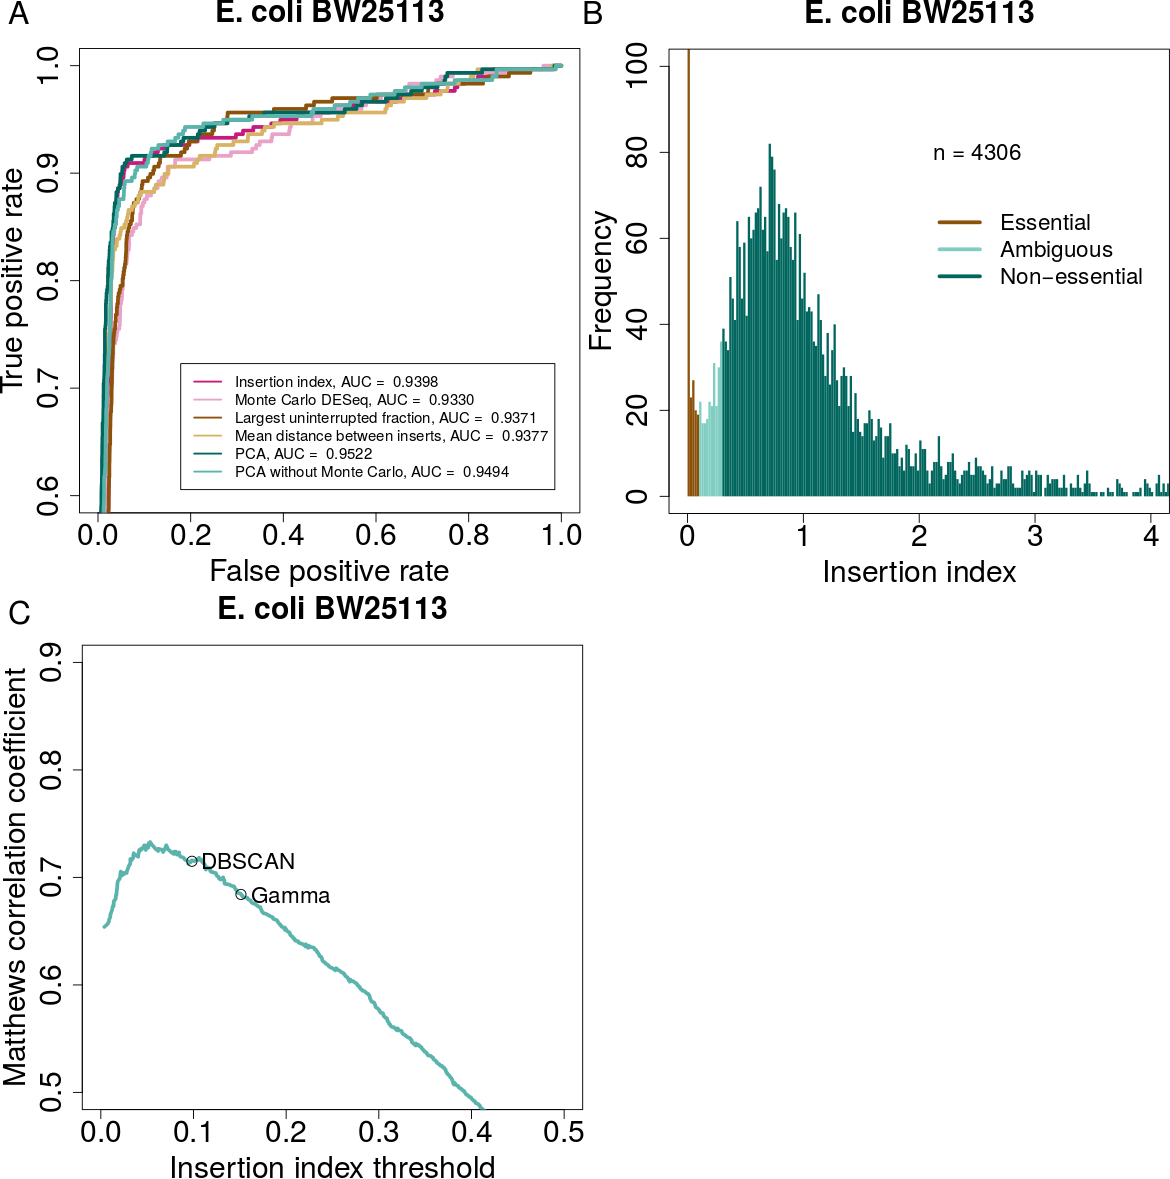 A
E. coli BW25113
True positive rate
1.0
0.9
0.8
0.7
0.6
Insertion index, AUC = 0.9398
Monte Carlo DESeq, AUC = 0.9330
Largest uninterrupted fraction, AUC = 0.9371
Mean distance between inserts, AUC = 0.9377
PCA, AUC = 0.9522
PCA without Monte Carlo, AUC = 0.9494
0.0 0.2 0.4 0.6 0.8 1.0
False positive rate
B
E. coli BW25113
Frequency
100
80
60
40
20
0
n = 4306
Essential
Ambiguous
Non−essential
0 1 2 3 4
Insertion index
C
E. coli BW25113
Matthews correlation coefficient
0.9
0.8
0.7
0.6
0.5
DBSCAN
Gamma
0.0 0.1 0.2 0.3 0.4 0.5
Insertion index threshold